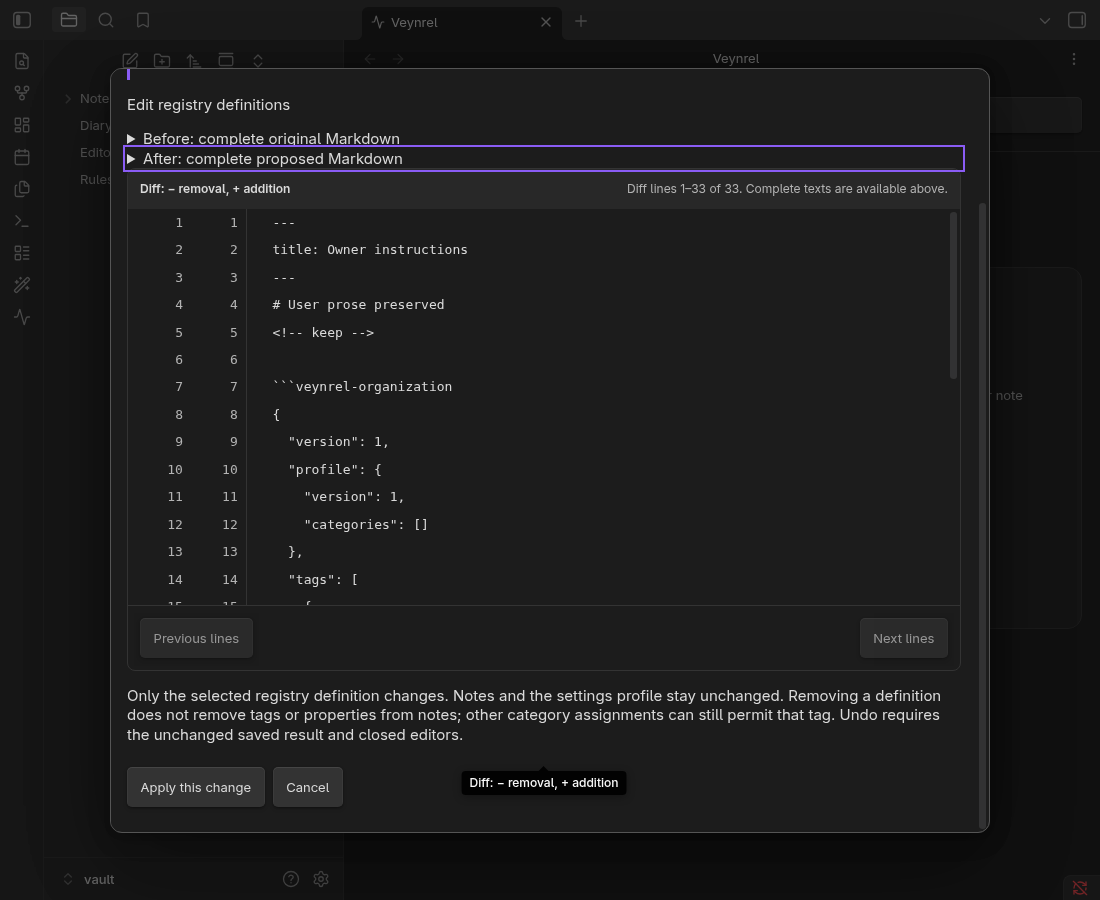 Veynrel
Veynrel
Note
Diary
Edito
Rules
Edit registry definitions
Before: complete original Markdown
After: complete proposed Markdown
Diff: − removal, + addition
Diff lines 1–33 of 33. Complete texts are available above.
1 1 ---
2 2 title: Owner instructions
3 3 ---
4 4 # User prose preserved
5 5 <!-- keep -->
6 6
7 7 ```veynrel-organization
8 8 {
9 9 "version": 1,
10 10 "profile": {
11 11 "version": 1,
12 12 "categories": []
13 13 },
14 14 "tags": [
15 15 {
note
Previous lines
Next lines
Only the selected registry definition changes. Notes and the settings profile stay unchanged. Removing a definition
does not remove tags or properties from notes; other category assignments can still permit that tag. Undo requires
the unchanged saved result and closed editors.
Apply this change
Cancel
Diff: − removal, + addition
vault